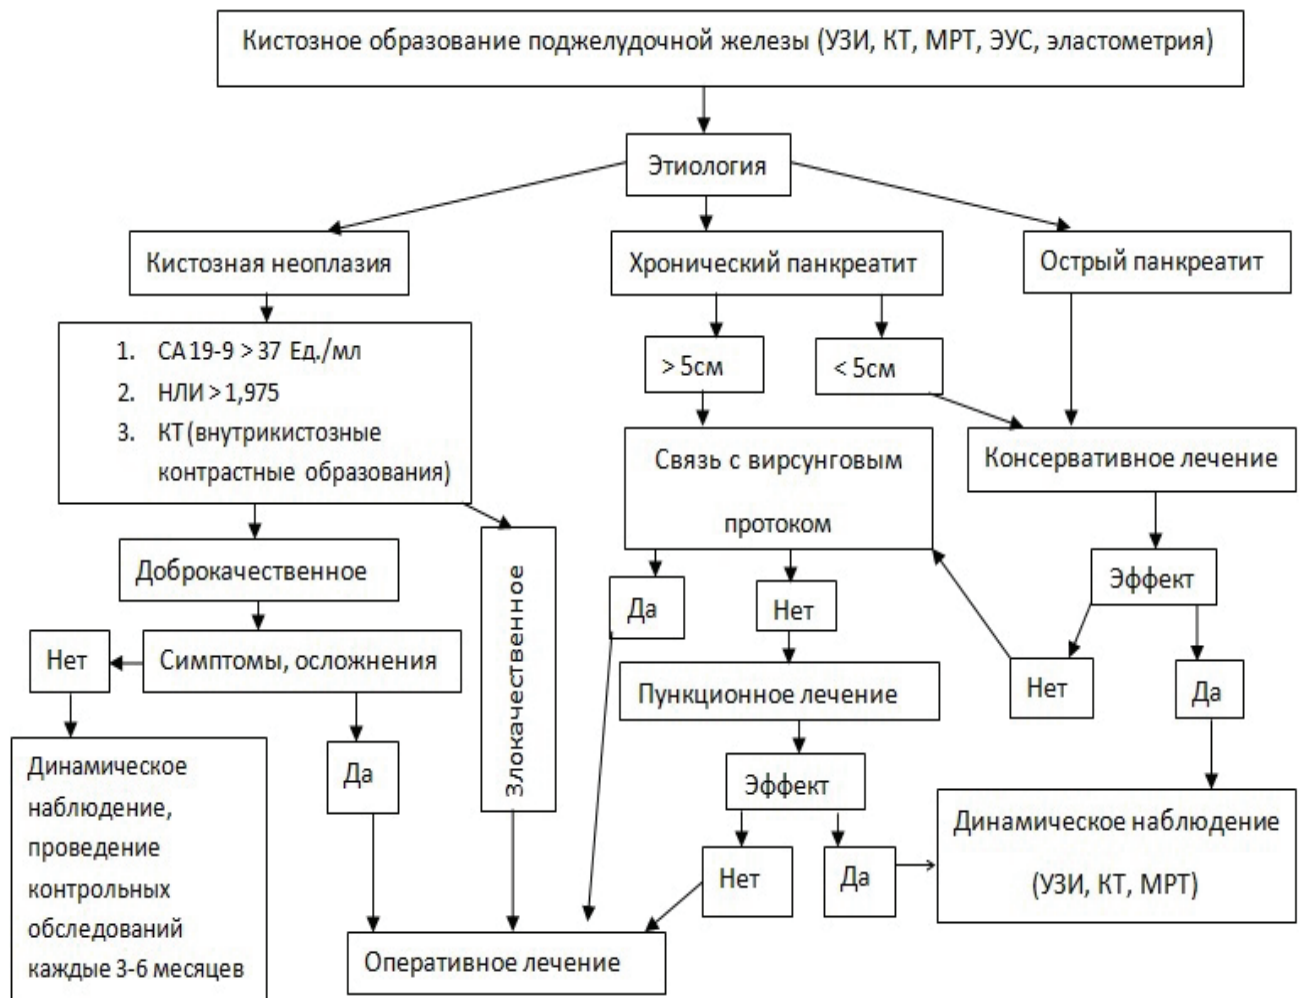 Кистозное образование поджелудочной железы (УЗИ, КТ, МРТ, ЭУС, эластометрия)
Этиология
Кистозная неоплазия
Хронический панкреатит
Острый панкреатит
1. СА 19-9 > 37 Ед./мл
2. НЛИ > 1,975
3. КТ (внутрикистозные
контрастные образования)
> 5см
< 5см
Связь с вирсунговым
протоком
Консервативное лечение
Доброкачественное
Злокачественное
Да
Нет
Эффект
Нет
Симптомы, осложнения
Пункционное лечение
Нет
Да
Динамическое
наблюдение,
проведение
контрольных
обследований
каждые 3-6 месяцев
Да
Эффект
Динамическое наблюдение
(УЗИ, КТ, МРТ)
Нет
Да
Оперативное лечение